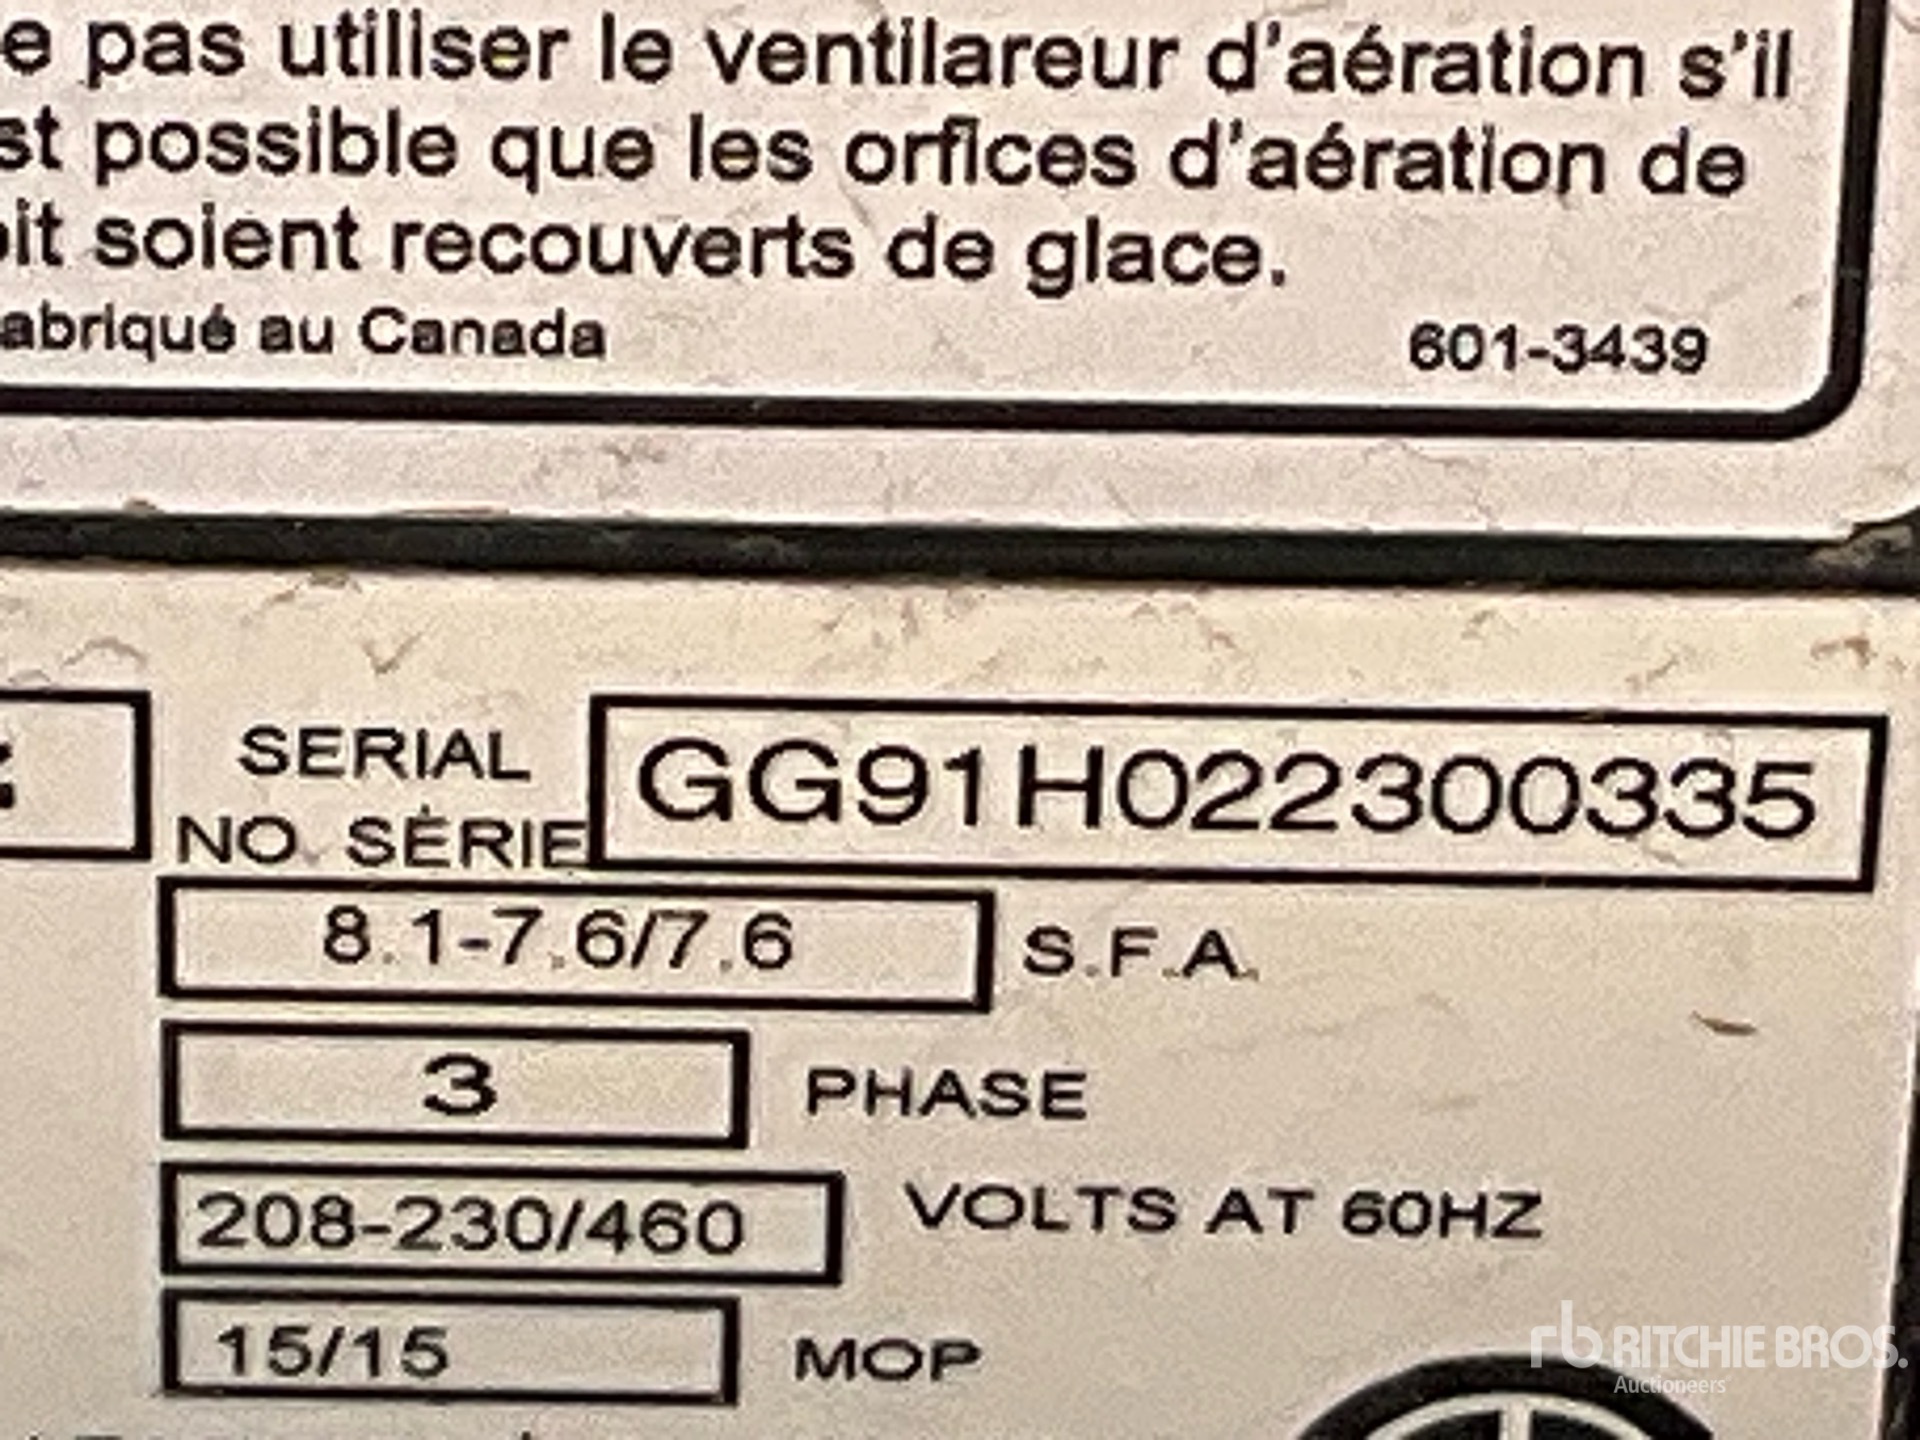 e pas utiliser le ventilareur d'aération s'il
st possible que les orfices d'aération de
oit soient recouverts de glace.
abriqué au Canada 601-3439
SERIAL
NO. SÉRIE GG91H022300335
8.1-7.6/7.6 S.F.A.
3 PHASE
208-230/460 VOLTS AT 60HZ
15/15 MOP
rb RITCHIE BROS.
Auctioneers